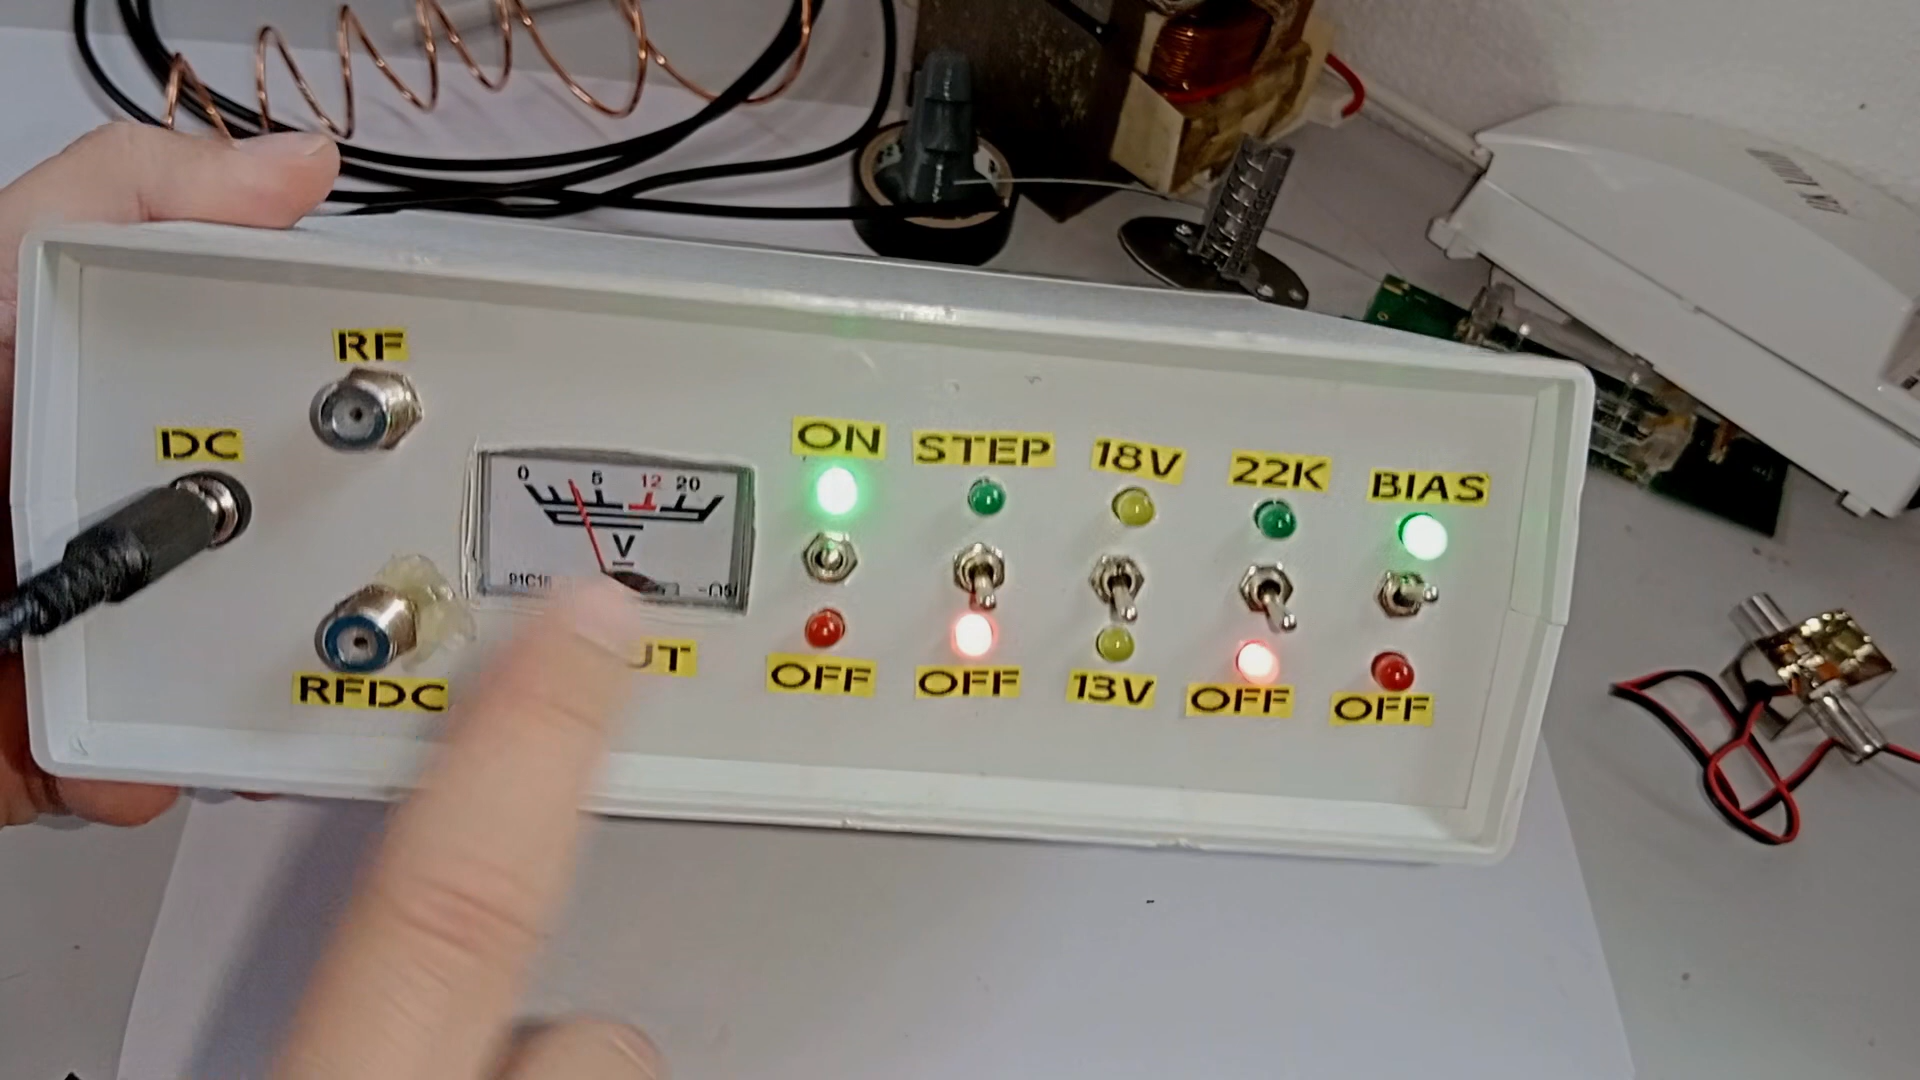 RF
DC
RFDC
0 5 12 20
V
ON
OFF
STEP
OFF
18V
13V
22K
OFF
BIAS
OFF